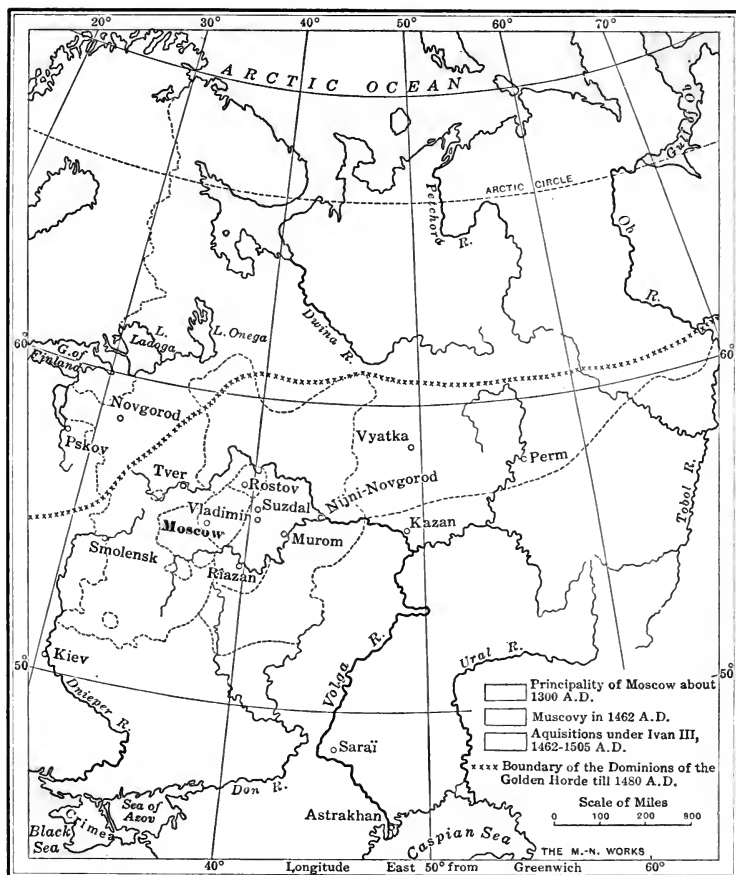 20°
30°
40°
50°
60°
70°
ARCTIC OCEAN
Gulf of Ob
ARCTIC CIRCLE
Petchora R.
Ob R.
Dwina R.
60°
G. of Finland
L. Ladoga
L. Onega
60°
Novgorod
Pskov
Vyatka
Perm
Tver
Rostov
Suzdal
Nijni-Novgorod
Vladimir
Moscow
Kazan
Tobol R.
Smolensk
Murom
Riazan
50°
Kiev
Volga R.
Ural R.
50°
Dnieper R.
Principality of Moscow about
1300 A.D.
Muscovy in 1462 A.D.
Aquisitions under Ivan III,
1462-1505 A.D.
Saraï
xxxx Boundary of the Dominions of the
Golden Horde till 1480 A.D.
Don R.
Scale of Miles
0 100 200 300
Sea of
Azov
Crimea
Black
Sea
Astrakhan
Caspian Sea
THE M.-N. WORKS
40° Longitude East 50° from Greenwich 60°